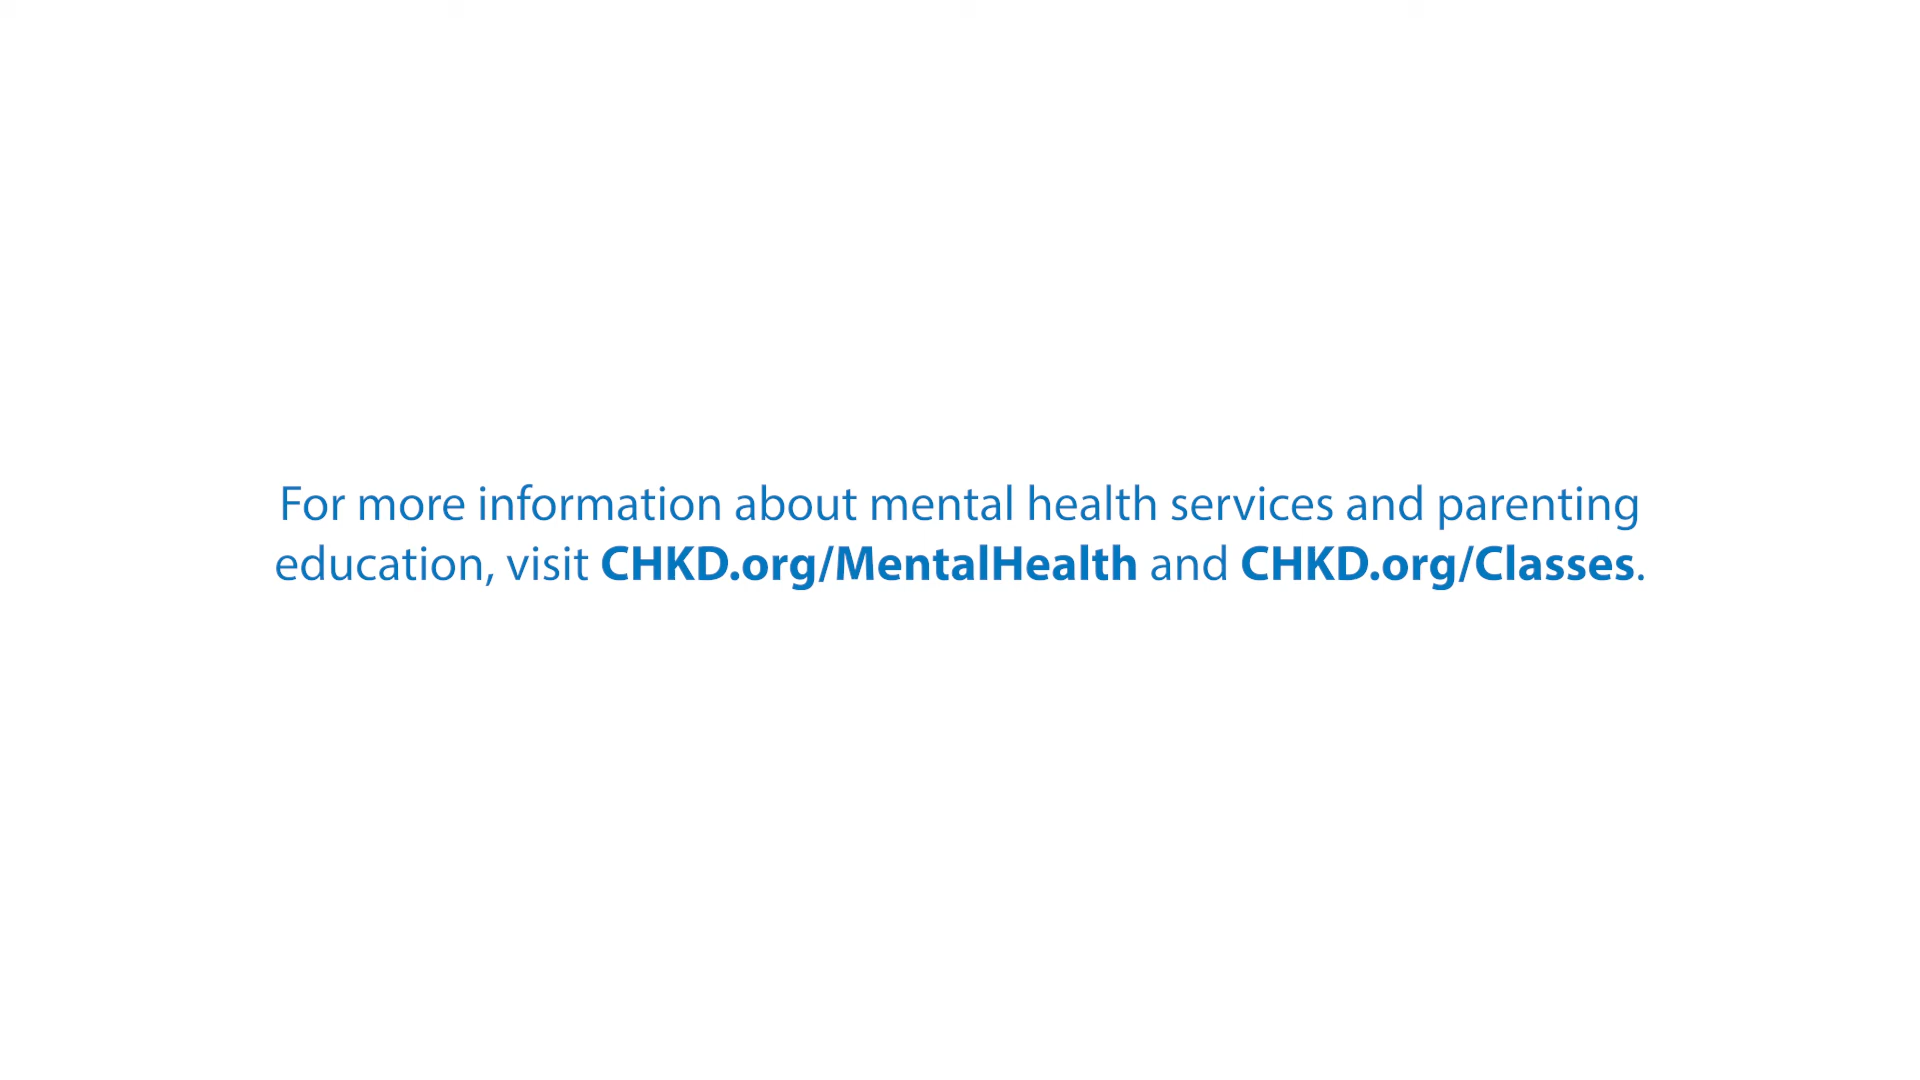 For more information about mental health services and parenting
education, visit CHKD.org/MentalHealth and CHKD.org/Classes.